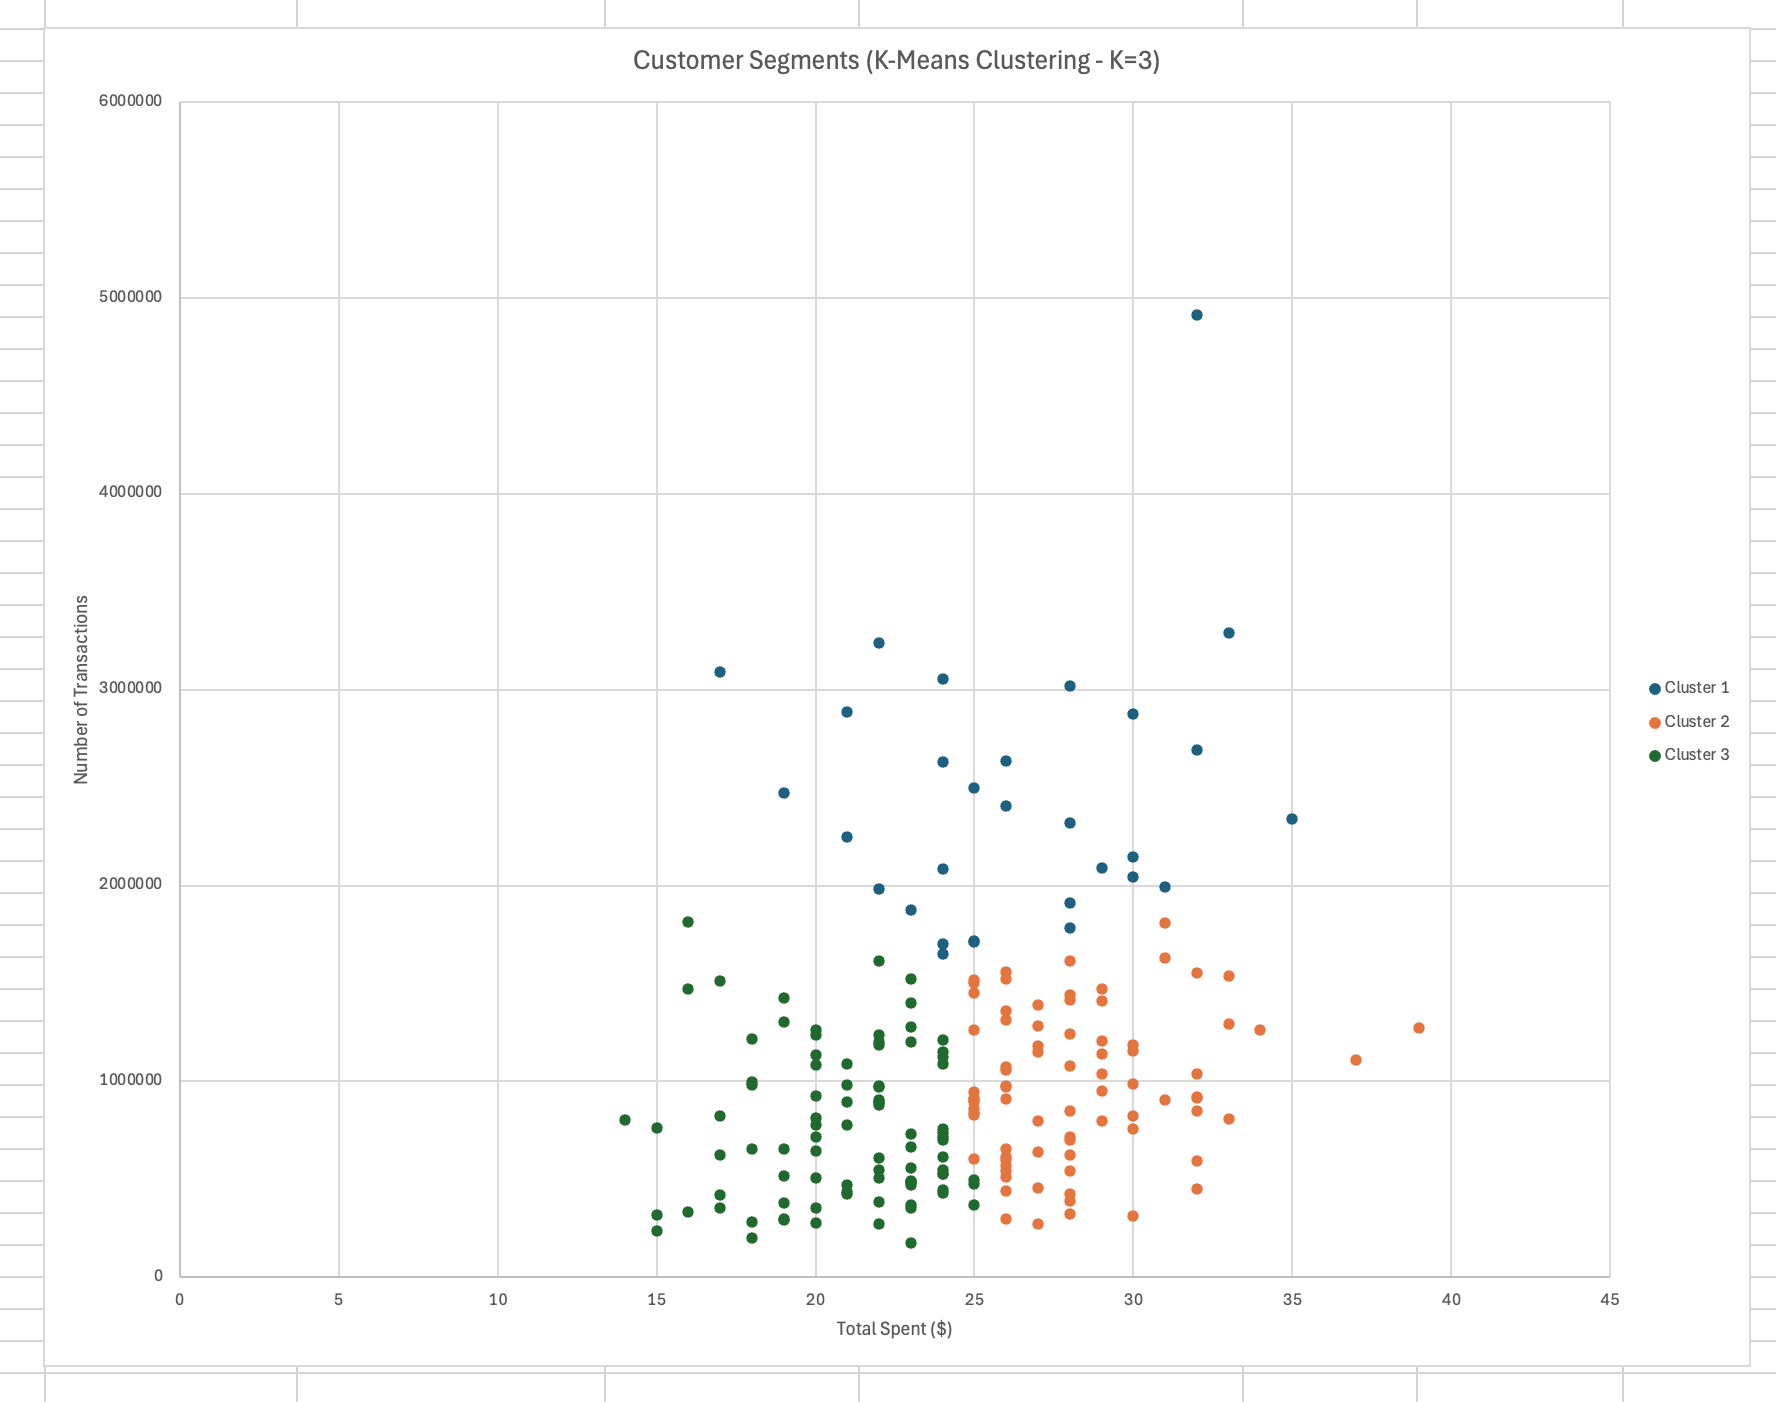 Customer Segments (K-Means Clustering - K=3)
6000000
5000000
4000000
3000000
2000000
1000000
0
Number of Transactions
0 5 10 15 20 25 30 35 40 45
Total Spent ($)
Cluster 1
Cluster 2
Cluster 3